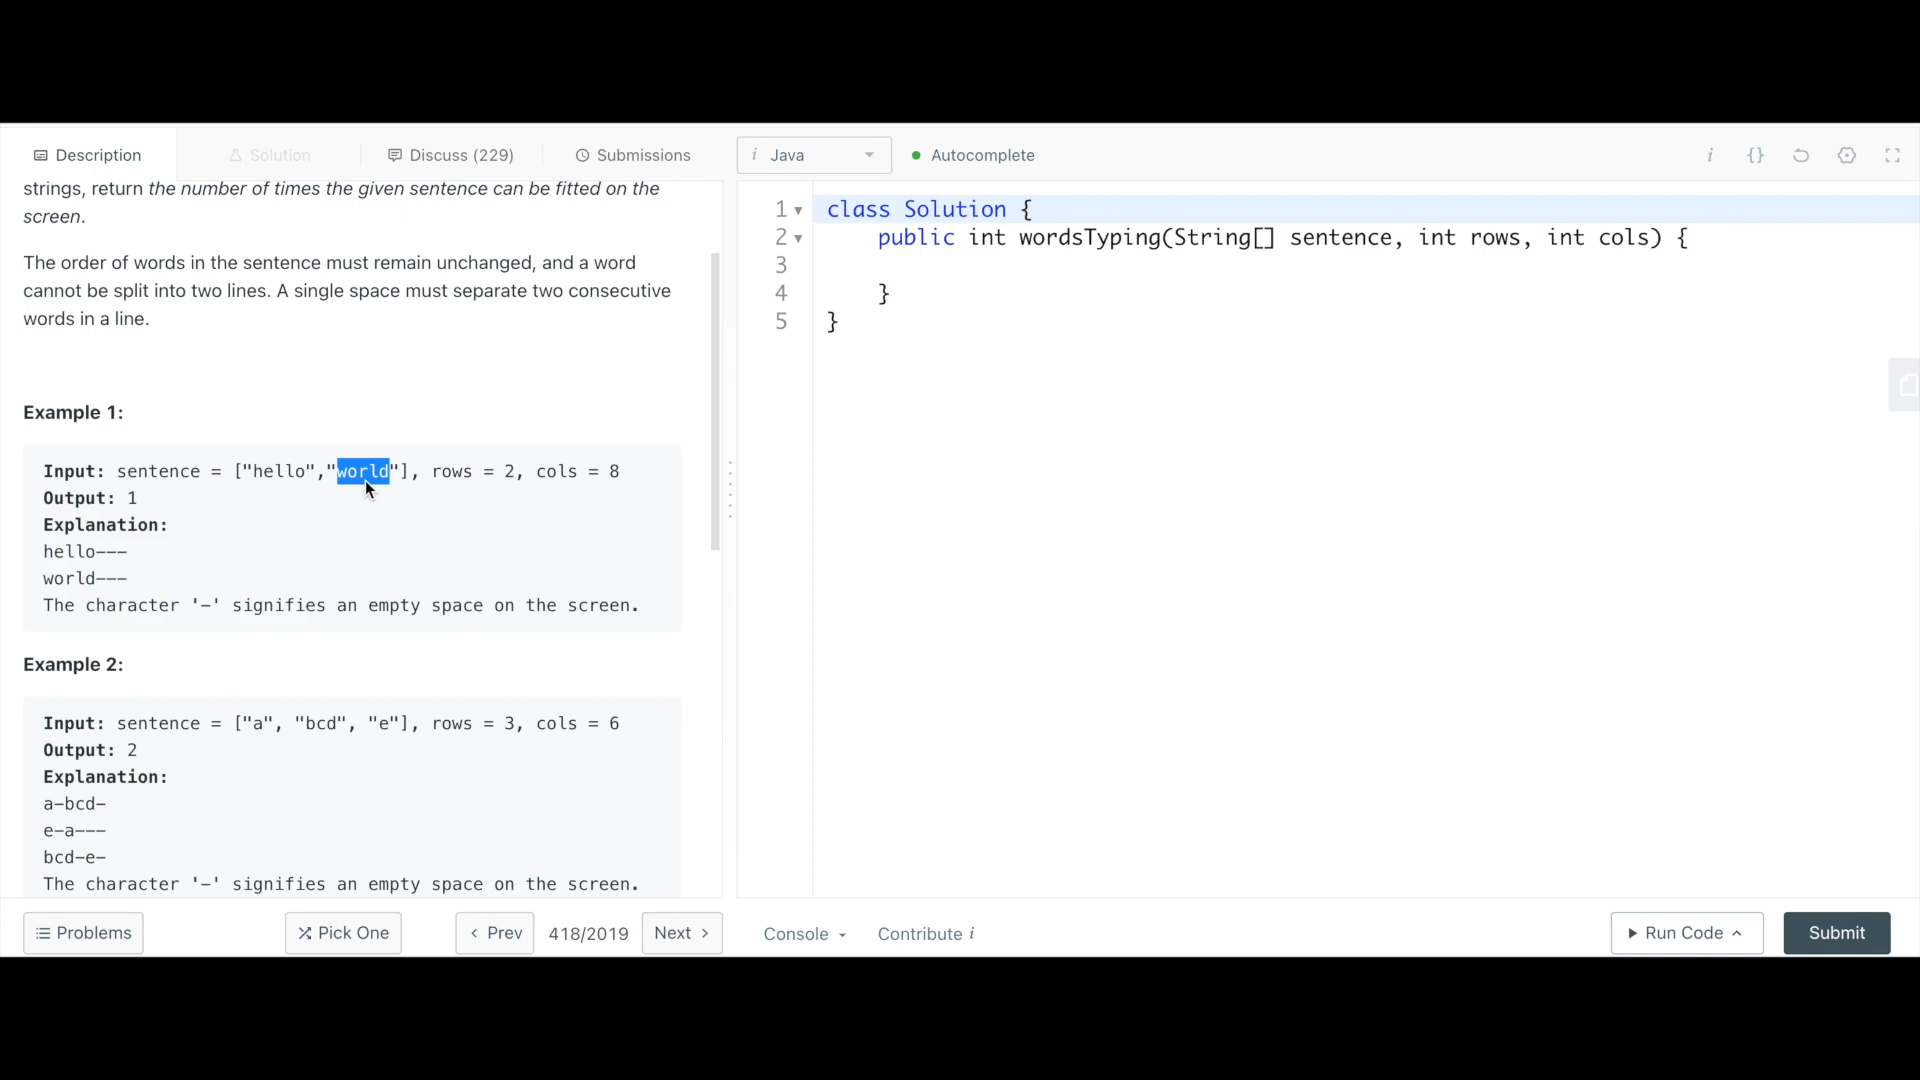 Description
Solution
Discuss (229)
Submissions
i Java
Autocomplete
i {}
strings, return the number of times the given sentence can be fitted on the
screen.
The order of words in the sentence must remain unchanged, and a word
cannot be split into two lines. A single space must separate two consecutive
words in a line.
Example 1:
Input: sentence = ["hello","world"], rows = 2, cols = 8
Output: 1
Explanation:
hello---
world---
The character '-' signifies an empty space on the screen.
Example 2:
Input: sentence = ["a", "bcd", "e"], rows = 3, cols = 6
Output: 2
Explanation:
a-bcd-
e-a---
bcd-e-
The character '-' signifies an empty space on the screen.
1 class Solution {
2 public int wordsTyping(String[] sentence, int rows, int cols) {
3
4 }
5 }
Problems
Pick One
< Prev
418/2019
Next >
Console
Contribute i
Run Code
Submit